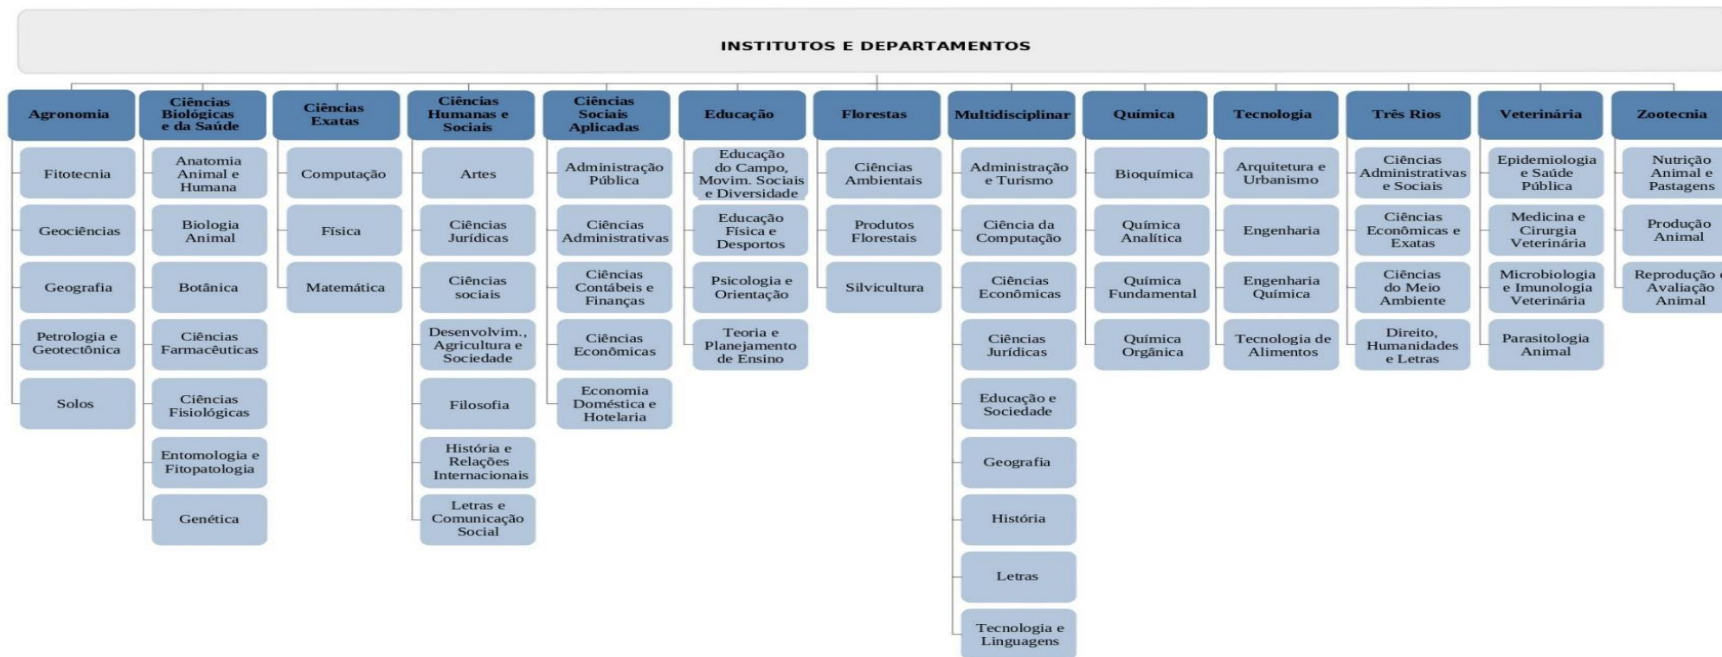 INSTITUTOS E DEPARTAMENTOS
Agronomia
Fitotecnia
Geociências
Geografia
Petrologia e
Geotectônica
Solos
Ciências
Biológicas
e da Saúde
Anatomia
Animal e
Humana
Biologia
Animal
Botânica
Ciências
Farmacêuticas
Ciências
Fisiológicas
Entomologia e
Fitopatologia
Genética
Ciências
Exatas
Computação
Física
Matemática
Ciências
Humanas e
Sociais
Artes
Ciências
Jurídicas
Ciências
sociais
Desenvolvim.,
Agricultura e
Sociedade
Filosofia
História e
Relações
Internacionais
Letras e
Comunicação
Social
Ciências
Sociais
Aplicadas
Administração
Pública
Ciências
Administrativas
Ciências
Contábeis e
Finanças
Ciências
Econômicas
Economia
Doméstica e
Hotelaria
Educação
Educação
do Campo,
Movim. Sociais
e Diversidade
Educação
Física e
Desportos
Psicologia e
Orientação
Teoria e
Planejamento
de Ensino
Florestas
Ciências
Ambientais
Produtos
Florestais
Silvicultura
Multidisciplinar
Administração
e Turismo
Ciência da
Computação
Ciências
Econômicas
Ciências
Jurídicas
Educação e
Sociedade
Geografia
História
Letras
Tecnologia e
Linguagens
Química
Bioquímica
Química
Analítica
Química
Fundamental
Química
Orgânica
Tecnologia
Arquitetura e
Urbanismo
Engenharia
Engenharia
Química
Tecnologia de
Alimentos
Três Rios
Ciências
Administrativas
e Sociais
Ciências
Econômicas e
Exatas
Ciências
do Meio
Ambiente
Direito,
Humanidades
e Letras
Veterinária
Epidemiologia
e Saúde
Pública
Medicina e
Cirurgia
Veterinária
Microbiologia
e Imunologia
Veterinária
Parasitologia
Animal
Zootecnia
Nutrição
Animal e
Pastagens
Produção
Animal
Reprodução e
Avaliação
Animal